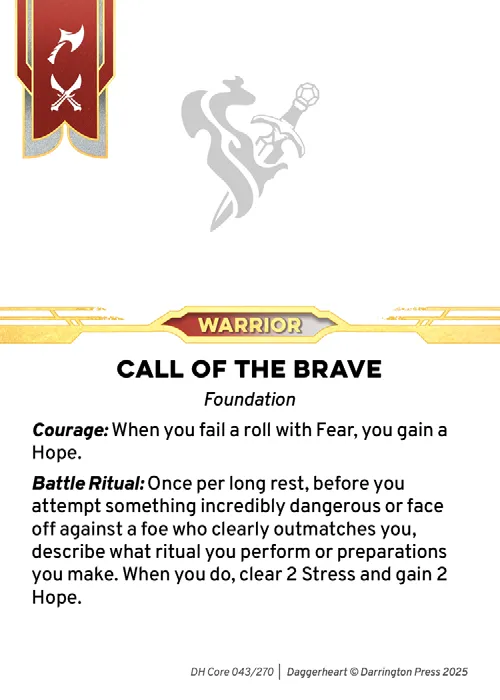 WARRIOR
CALL OF THE BRAVE
Foundation
Courage: When you fail a roll with Fear, you gain a
Hope.
Battle Ritual: Once per long rest, before you
attempt something incredibly dangerous or face
off against a foe who clearly outmatches you,
describe what ritual you perform or preparations
you make. When you do, clear 2 Stress and gain 2
Hope.
DH Core 043/270 | Daggerheart © Darrington Press 2025